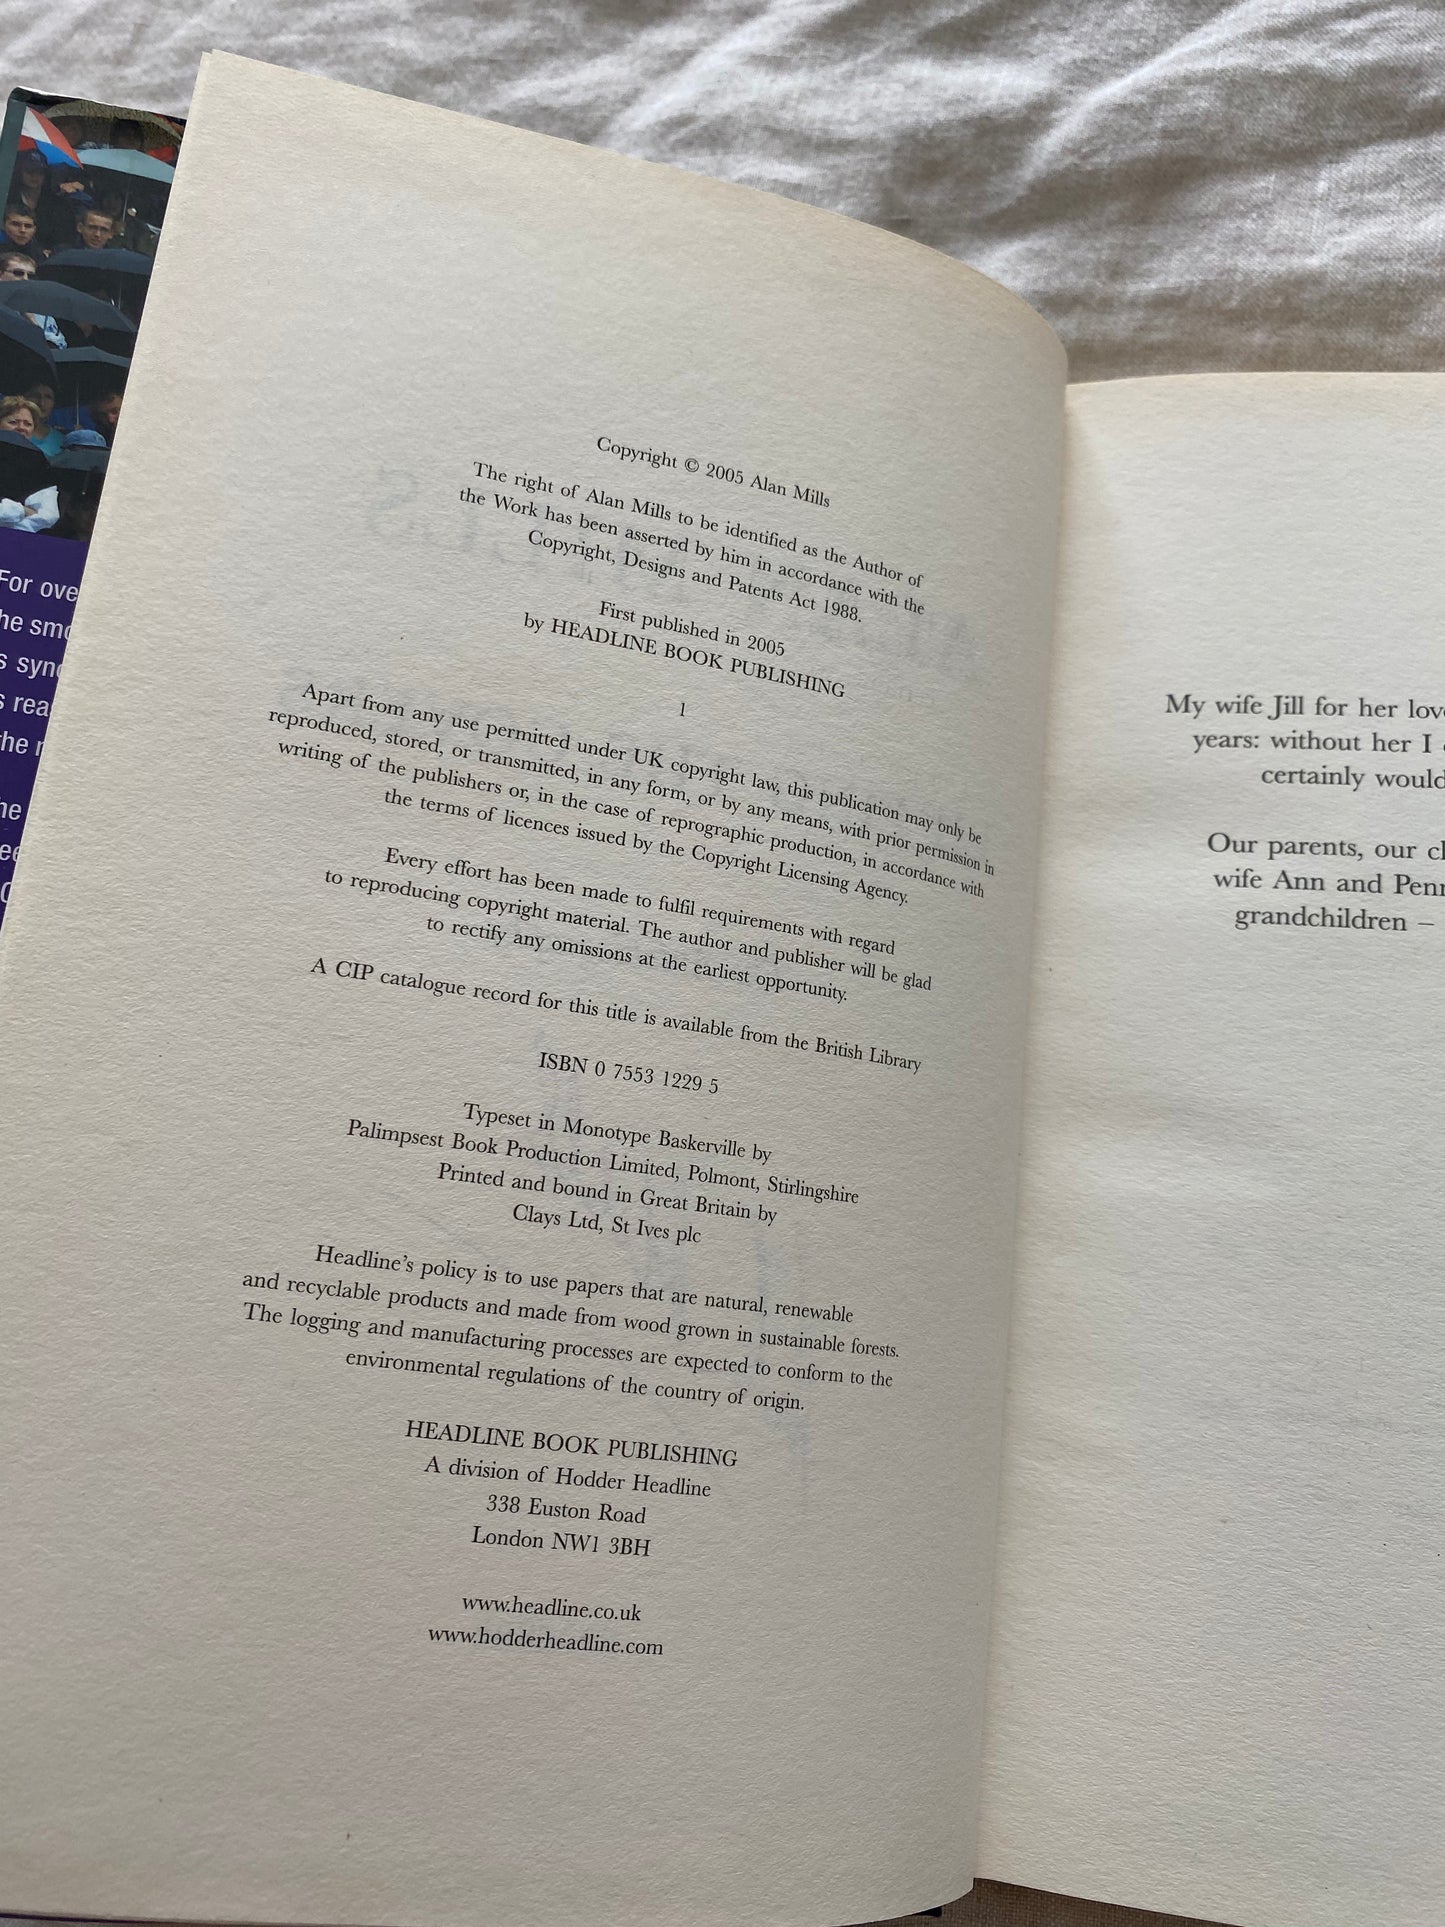 For ove
he smo
s sync
s rea
the r
he
Copyright © 2005 Alan Mills
The right of Alan Mills to be identified as the Author of
the Work has been asserted by him in accordance with the
Copyright, Designs and Patents Act 1988.
First published in 2005
by HEADLINE BOOK PUBLISHING
1
Apart from any use permitted under UK copyright law, this publication may only be
reproduced, stored, or transmitted, in any form, or by any means, with prior permission in
writing of the publishers or, in the case of reprographic production, in accordance with
the terms of licences issued by the Copyright Licensing Agency.
Every effort has been made to fulfil requirements with regard
to reproducing copyright material. The author and publisher will be glad
to rectify any omissions at the earliest opportunity.
A CIP catalogue record for this title is available from the British Library
ISBN 0 7553 1229 5
Typeset in Monotype Baskerville by
Palimpsest Book Production Limited, Polmont, Stirlingshire
Printed and bound in Great Britain by
Clays Ltd, St Ives plc
Headline's policy is to use papers that are natural, renewable
and recyclable products and made from wood grown in sustainable forests.
The logging and manufacturing processes are expected to conform to the
environmental regulations of the country of origin.
HEADLINE BOOK PUBLISHING
A division of Hodder Headline
338 Euston Road
London NW1 3BH
www.headline.co.uk
www.hodderheadline.com
My wife Jill for her lov
years: without her I
certainly would
Our parents, our cl
wife Ann and Penn
grandchildren –